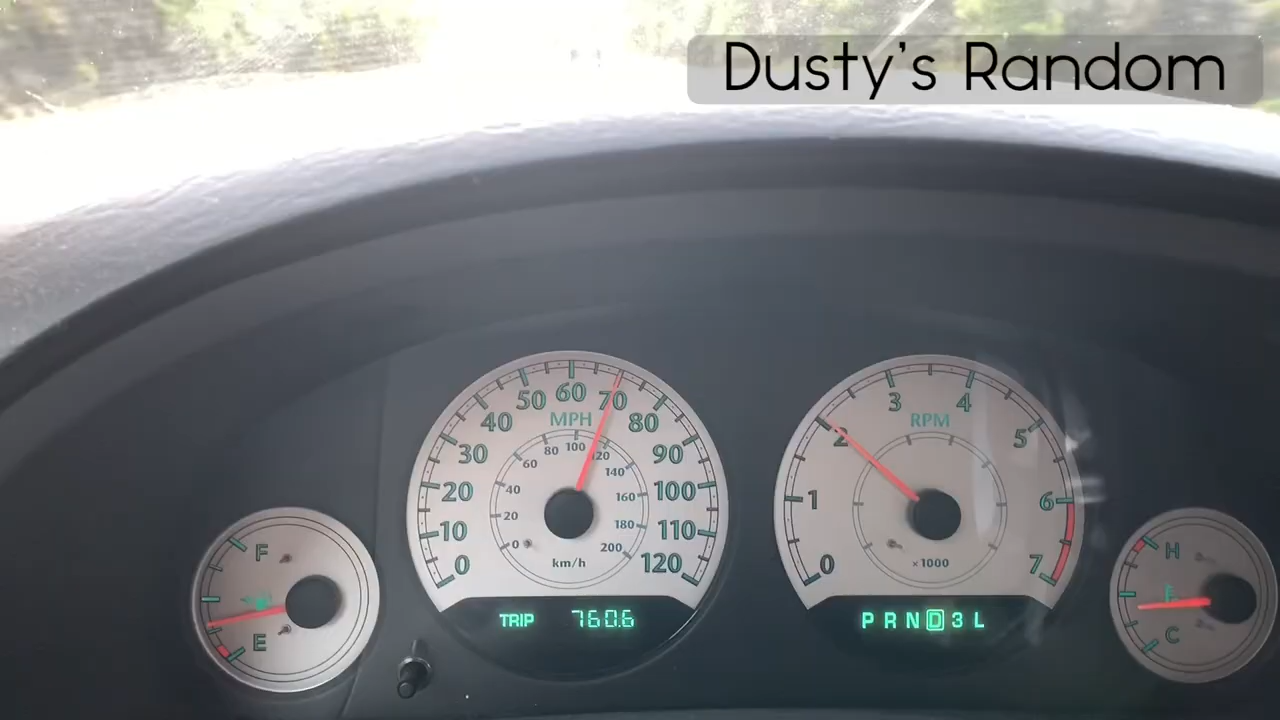 Dusty's Random
0 10 20 30 40 50 60 70 80 90 100 110 120
MPH
0 20 40 60 80 100 120 140 160 180 200
km/h
TRIP 760.6
0 1 2 3 4 5 6 7
RPM
×1000
P R N D 3 L
F
E
H
C